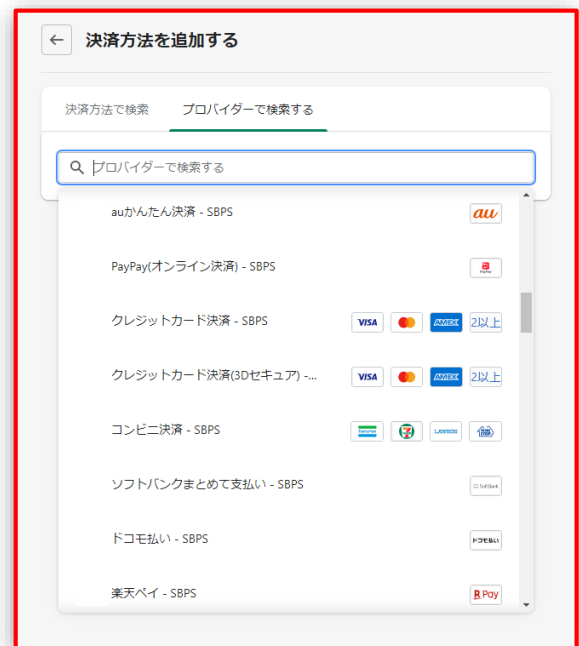 決済方法を追加する
決済方法で検索 プロバイダーで検索する
プロバイダーで検索する
auかんたん決済 - SBPS au
PayPay(オンライン決済) - SBPS PayPay
クレジットカード決済 - SBPS VISA AMEX 2以上
クレジットカード決済(3Dセキュア) -... VISA AMEX 2以上
コンビニ決済 - SBPS FamilyMart 7 LAWSON
ソフトバンクまとめて支払い - SBPS SoftBank
ドコモ払い - SBPS ドコモ払い
楽天ペイ - SBPS R Pay